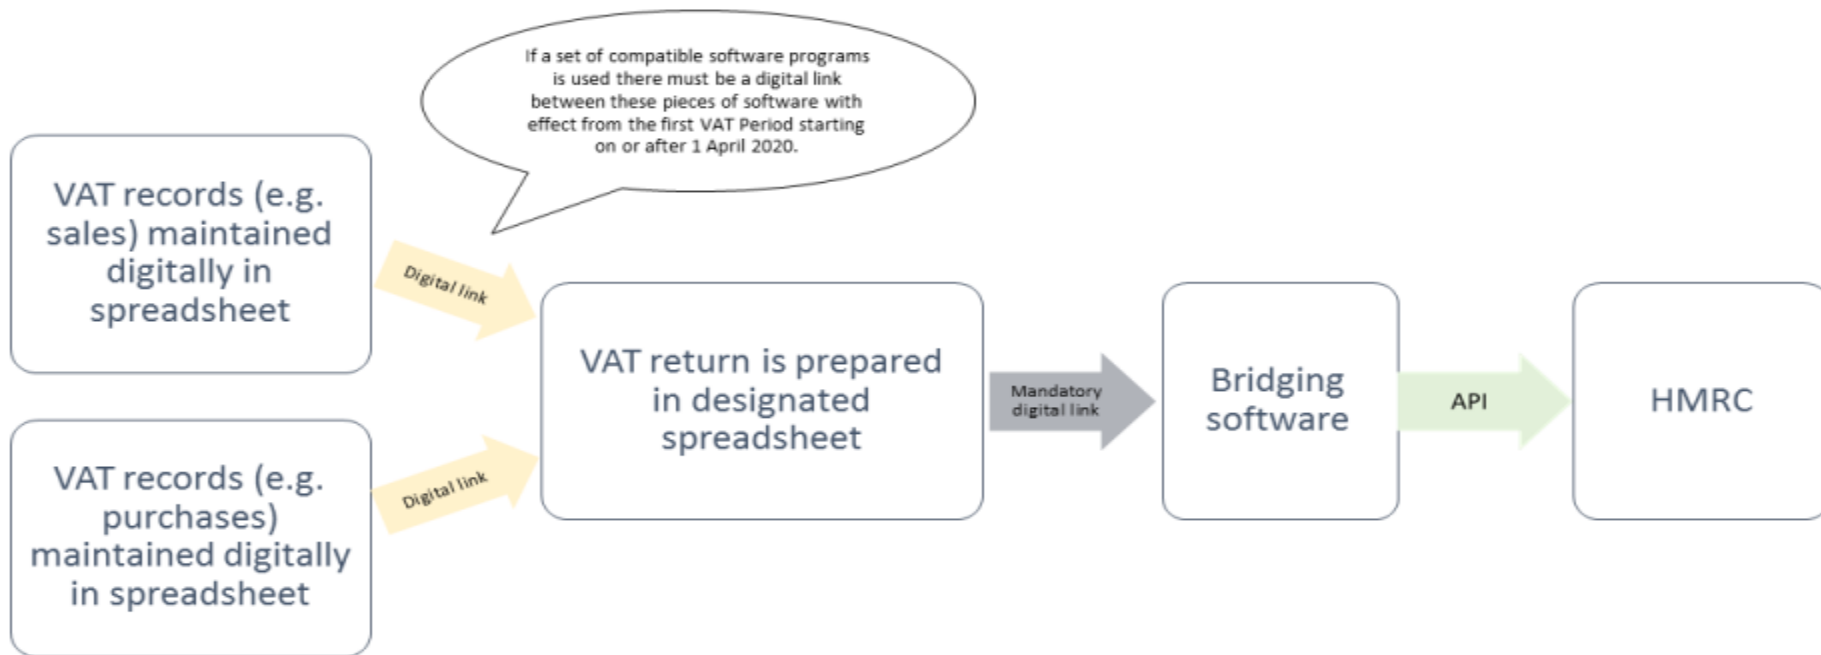 If a set of compatible software programs
is used there must be a digital link
between these pieces of software with
effect from the first VAT Period starting
on or after 1 April 2020.
VAT records (e.g.
sales) maintained
digitally in
spreadsheet
Digital link
VAT records (e.g.
purchases)
maintained digitally
in spreadsheet
Digital link
VAT return is prepared
in designated
spreadsheet
Mandatory
digital link
Bridging
software
API
HMRC